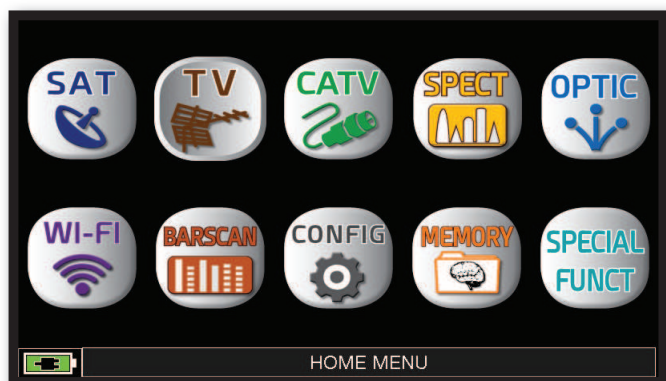 SAT
TV
CATV
SPECT
OPTIC
WI-FI
BARSCAN
CONFIG
MEMORY
SPECIAL
FUNCT
HOME MENU